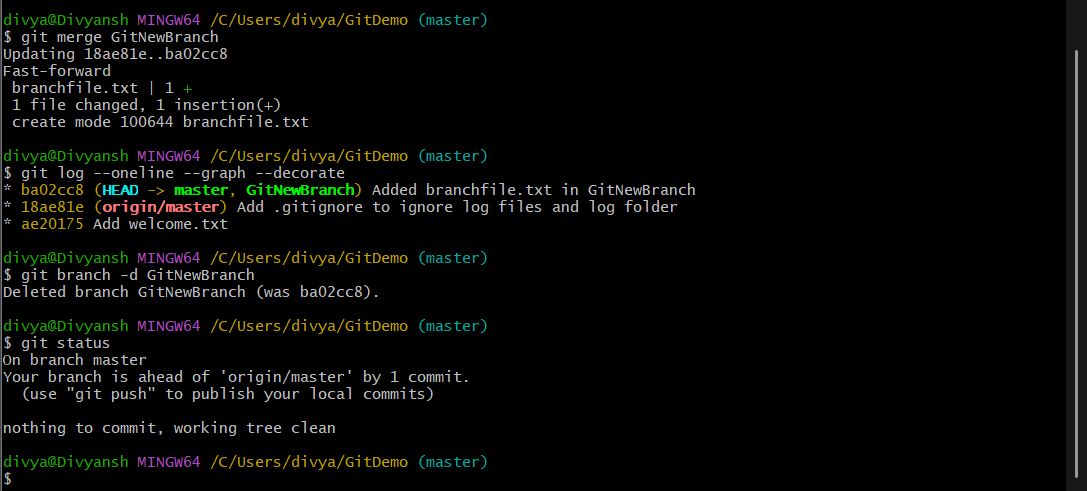 divya@Divyansh MINGW64 /C/Users/divya/GitDemo (master)
$ git merge GitNewBranch
Updating 18ae81e..ba02cc8
Fast-forward
 branchfile.txt | 1 +
 1 file changed, 1 insertion(+)
 create mode 100644 branchfile.txt

divya@Divyansh MINGW64 /C/Users/divya/GitDemo (master)
$ git log --oneline --graph --decorate
* ba02cc8 (HEAD -> master, GitNewBranch) Added branchfile.txt in GitNewBranch
* 18ae81e (origin/master) Add .gitignore to ignore log files and log folder
* ae20175 Add welcome.txt

divya@Divyansh MINGW64 /C/Users/divya/GitDemo (master)
$ git branch -d GitNewBranch
Deleted branch GitNewBranch (was ba02cc8).

divya@Divyansh MINGW64 /C/Users/divya/GitDemo (master)
$ git status
On branch master
Your branch is ahead of 'origin/master' by 1 commit.
  (use "git push" to publish your local commits)

nothing to commit, working tree clean

divya@Divyansh MINGW64 /C/Users/divya/GitDemo (master)
$